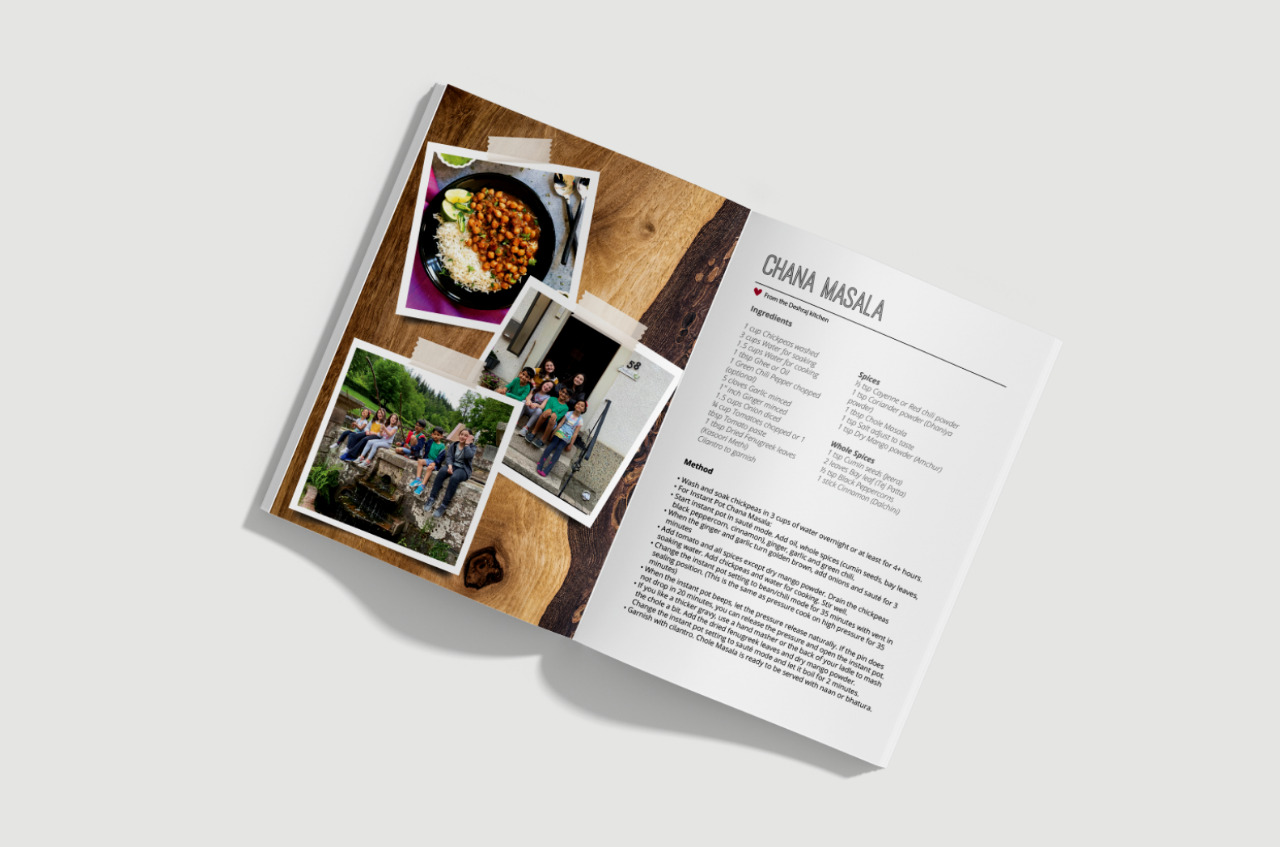 58
CHANA MASALA
From the Deshraj kitchen
Ingredients
1 cup Chickpeas washed
3 cups Water for soaking
1.5 cups Water for cooking
1 tbsp Ghee or Oil
1 Green Chili Pepper chopped
(optional)
5 cloves Garlic minced
1" inch Ginger minced
1.5 cups Onion diced
¾ cup Tomatoes chopped or 1
tbsp Tomato paste
1 tbsp Dried Fenugreek leaves
(Kasoori Methi)
Cilantro to garnish
Spices
½ tsp Cayenne or Red chili powder
1 tsp Coriander powder (Dhaniya
powder)
1 tbsp Chole Masala
1 tsp Salt adjust to taste
1 tsp Dry Mango powder (Amchur)
Whole Spices
1 tsp Cumin seeds (Jeera)
2 leaves Bay leaf (Tej Patta)
½ tsp Black Peppercorns
1 stick Cinnamon (Dalchini)
Method
• Wash and soak chickpeas in 3 cups of water overnight or at least for 4+ hours.
• For Instant Pot Chana Masala:
• Start instant pot in sauté mode. Add oil, whole spices (cumin seeds, bay leaves,
black peppercorn, cinnamon), ginger, garlic and green chili.
• When the ginger and garlic turn golden brown, add onions and sauté for 3
minutes
• Add tomato and all spices except dry mango powder. Drain the chickpeas
soaking water. Add chickpeas and water for cooking. Stir well.
• Change the instant pot setting to bean/chili mode for 35 minutes with vent in
sealing position. (This is the same as pressure cook on high pressure for 35
minutes)
• When the instant pot beeps, let the pressure release naturally. If the pin does
not drop in 20 minutes, you can release the pressure and open the instant pot.
• If you like a thicker gravy, use a hand masher or the back of your ladle to mash
the chole a bit. Add the dried fenugreek leaves and dry mango powder.
Change the instant pot setting to sauté mode and let it boil for 2 minutes.
• Garnish with cilantro. Chole Masala is ready to be served with naan or bhatura.